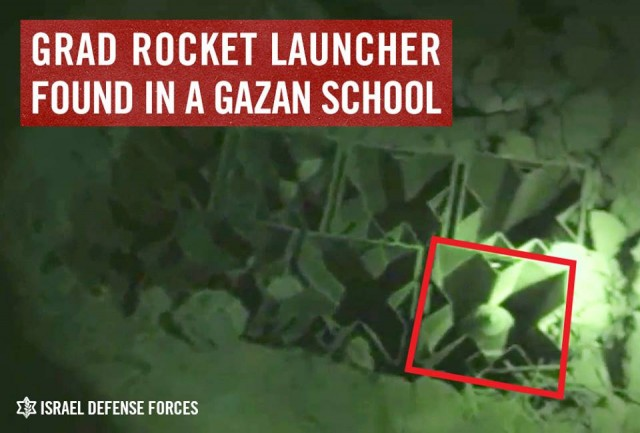 GRAD ROCKET LAUNCHER
FOUND IN A GAZAN SCHOOL
ISRAEL DEFENSE FORCES